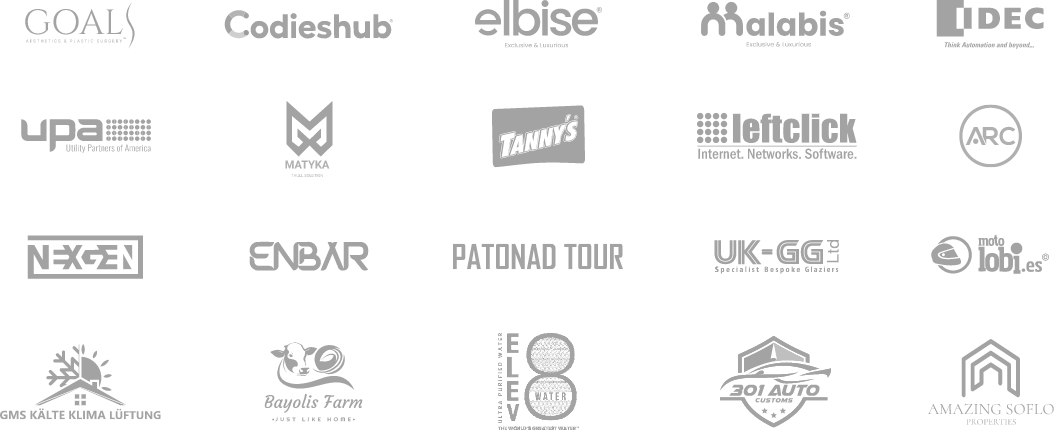 GOALS
AESTHETICS & PLASTIC SURGERY
Codieshub®
elbise®
Exclusive & Luxurious
malabis®
Exclusive & Luxurious
IDEC
Think Automation and beyond...
upa
Utility Partners of America
MATYKA
TANNY'S
leftclick
Internet. Networks. Software.
ARC
NEXGEN
ENBAR
PATONAD TOUR
UK-GG Ltd
Specialist Bespoke Glaziers
moto
lobi.es©
GMS KÄLTE KLIMA LÜFTUNG
Bayolis Farm
•JUST LIKE HOME•
ULTRA PURIFIED WATER
ELEV8
WATER
THE WORLD'S GREATEST WATER™
301 AUTO
CUSTOMS
AMAZING SOFLO
PROPERTIES